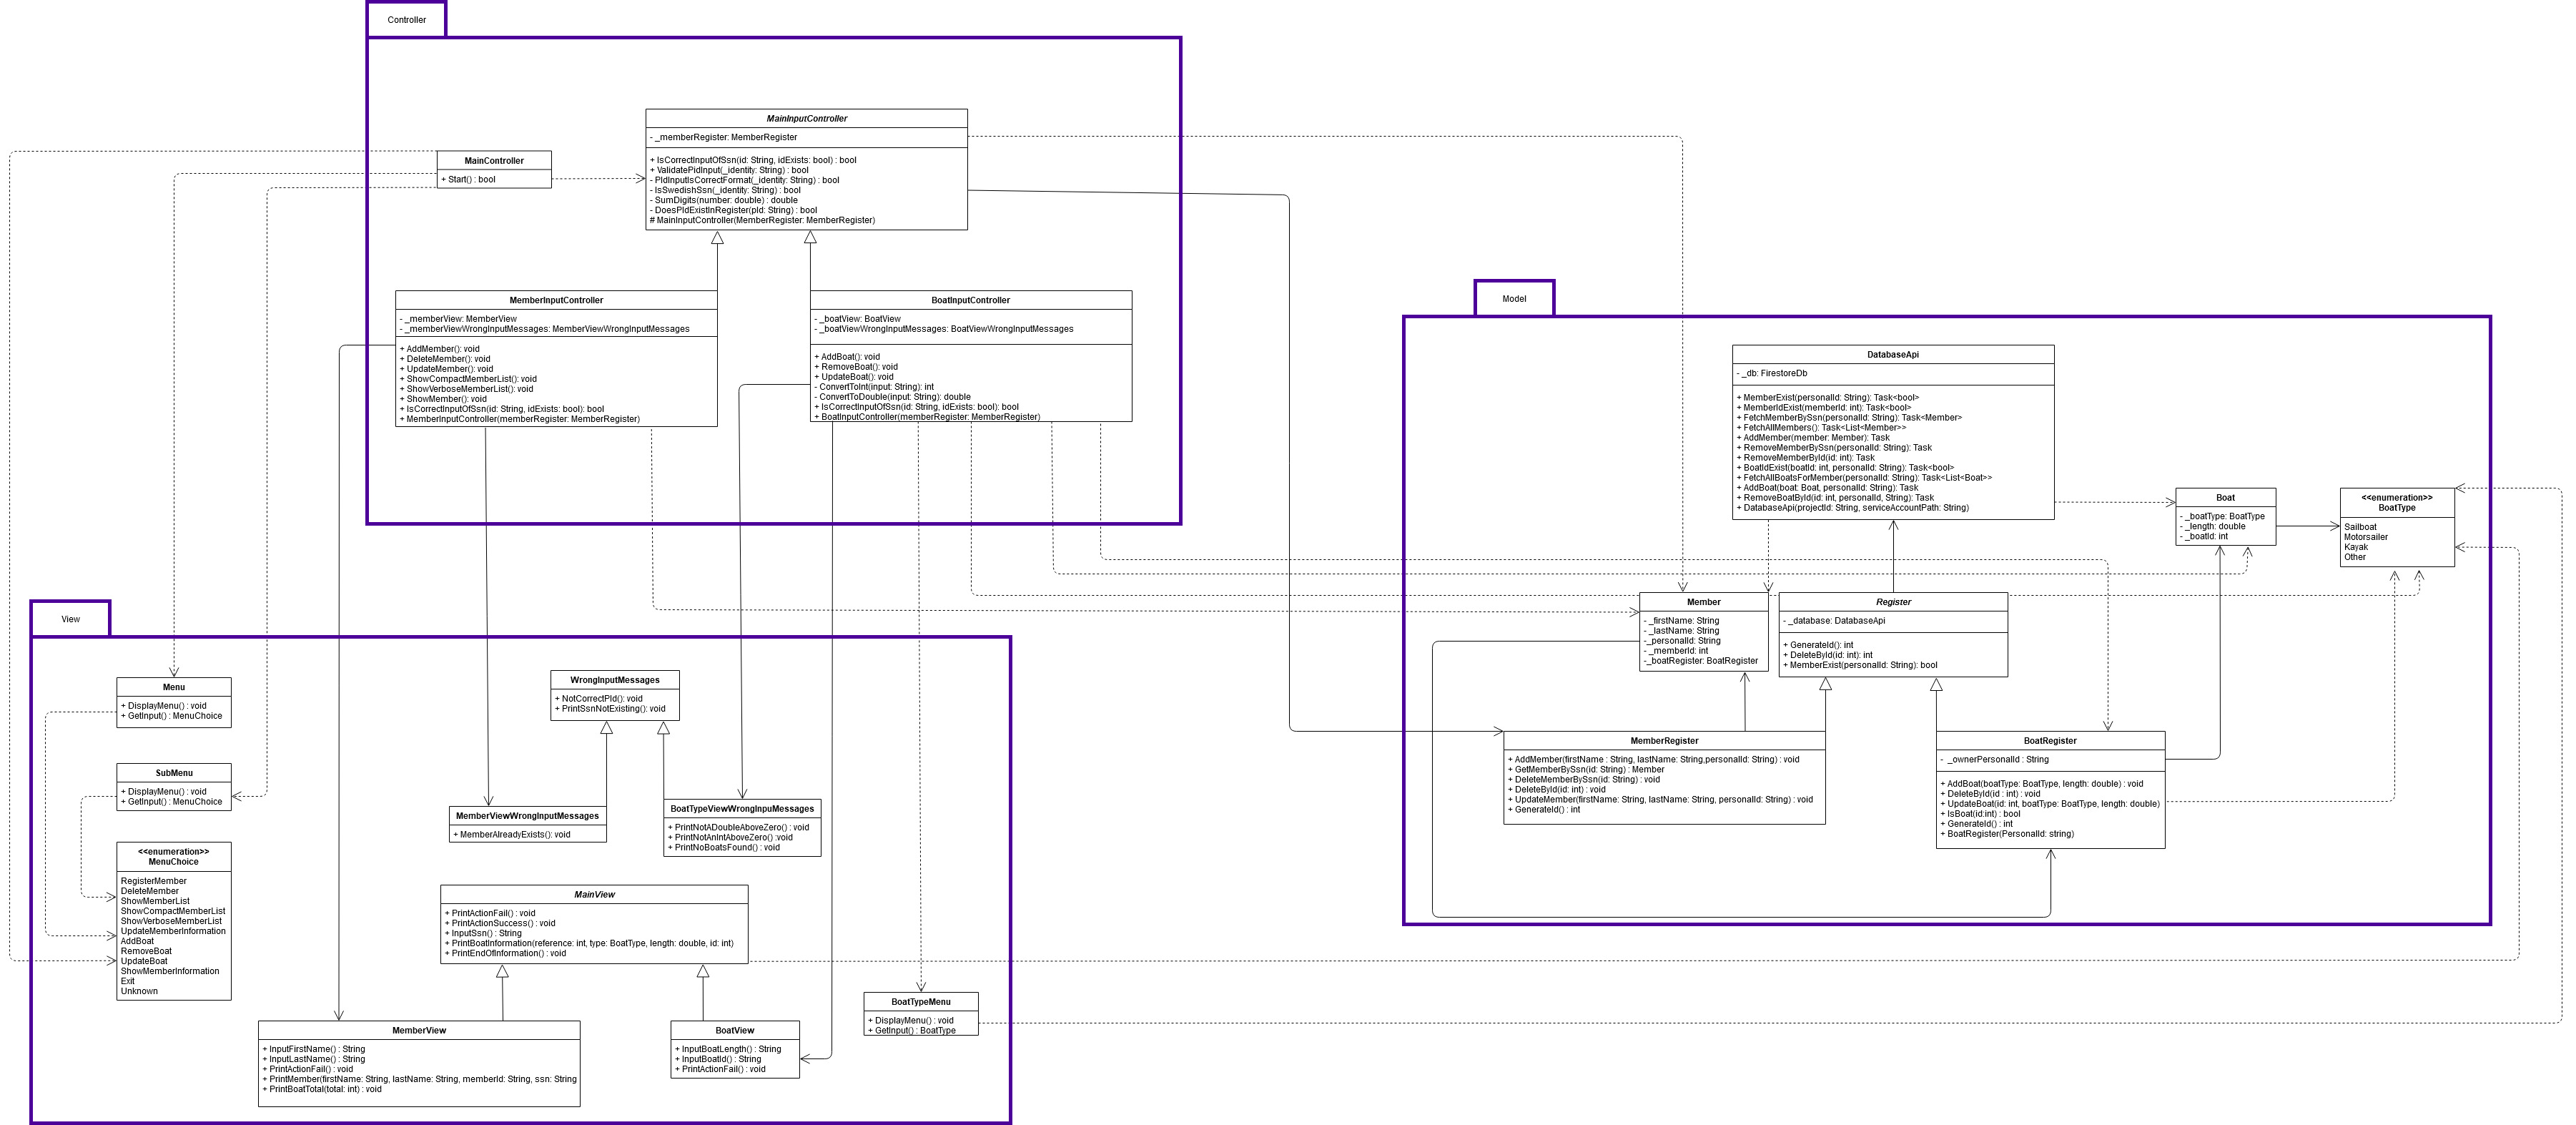 Controller
MainInputController
- _memberRegister: MemberRegister
+ IsCorrectInputOfSsn(id: String, idExists: bool) : bool
+ ValidatePidInput(_identity: String) : bool
- PIdInputIsCorrectFormat(_identity: String) : bool
- IsSwedishSsn(_identity: String) : bool
- SumDigits(number: double) : double
- DoesPIdExistInRegister(pId: String) : bool
# MainInputController(MemberRegister: MemberRegister)
MainController
+ Start() : bool
MemberInputController
- _memberView: MemberView
- _memberViewWrongInputMessages: MemberViewWrongInputMessages
+ AddMember(): void
+ DeleteMember(): void
+ UpdateMember(): void
+ ShowCompactMemberList(): void
+ ShowVerboseMemberList(): void
+ ShowMember(): void
+ IsCorrectInputOfSsn(id: String, idExists: bool): bool
+ MemberInputController(memberRegister: MemberRegister)
BoatInputController
- _boatView: BoatView
- _boatViewWrongInputMessages: BoatViewWrongInputMessages
+ AddBoat(): void
+ RemoveBoat(): void
+ UpdateBoat(): void
- ConvertToInt(input: String): int
- ConvertToDouble(input: String): double
+ IsCorrectInputOfSsn(id: String, idExists: bool): bool
+ BoatInputController(memberRegister: MemberRegister)
Model
DatabaseApi
- _db: FirestoreDb
+ MemberExist(personalId: String): Task<bool>
+ MemberIdExist(memberId: int): Task<bool>
+ FetchMemberBySsn(personalId: String): Task<Member>
+ FetchAllMembers(): Task<List<Member>>
+ AddMember(member: Member): Task
+ RemoveMemberBySsn(personalId: String): Task
+ RemoveMemberById(id: int): Task
+ BoatIdExist(boatId: int, personalId: String): Task<bool>
+ FetchAllBoatsForMember(personalId: String): Task<List<Boat>>
+ AddBoat(boat: Boat, personalId: String): Task
+ RemoveBoatById(id: int, personalId, String): Task
+ DatabaseApi(projectId: String, serviceAccountPath: String)
Boat
- _boatType: BoatType
- _length: double
- _boatId: int
<<enumeration>>
BoatType
Sailboat
Motorsailer
Kayak
Other
Member
- _firstName: String
- _lastName: String
- _personalId: String
- _memberId: int
- _boatRegister: BoatRegister
Register
- _database: DatabaseApi
+ GenerateId(): int
+ DeleteById(id: int): int
+ MemberExist(personalId: String): bool
MemberRegister
+ AddMember(firstName : String, lastName: String,personalId: String) : void
+ GetMemberBySsn(id: String) : Member
+ DeleteMemberBySsn(id: String) : void
+ DeleteById(id: int) : void
+ UpdateMember(firstName: String, lastName: String, personalId: String) : void
+ GenerateId() : int
BoatRegister
- _ownerPersonalId : String
+ AddBoat(boatType: BoatType, length: double) : void
+ DeleteById(id : int) : void
+ UpdateBoat(id: int, boatType: BoatType, length: double)
+ IsBoat(id:int) : bool
+ GenerateId() : int
+ BoatRegister(PersonalId: string)
View
Menu
+ DisplayMenu() : void
+ GetInput() : MenuChoice
SubMenu
+ DisplayMenu() : void
+ GetInput() : MenuChoice
<<enumeration>>
MenuChoice
RegisterMember
DeleteMember
ShowMemberList
ShowCompactMemberList
ShowVerboseMemberList
UpdateMemberInformation
AddBoat
RemoveBoat
UpdateBoat
ShowMemberInformation
Exit
Unknown
WrongInputMessages
+ NotCorrectPId(): void
+ PrintSsnNotExisting(): void
MemberViewWrongInputMessages
+ MemberAlreadyExists(): void
BoatTypeViewWrongInpuMessages
+ PrintNotADoubleAboveZero() : void
+ PrintNotAnIntAboveZero() :void
+ PrintNoBoatsFound() : void
MainView
+ PrintActionFail() : void
+ PrintActionSuccess() : void
+ InputSsn() : String
+ PrintBoatInformation(reference: int, type: BoatType, length: double, id: int)
+ PrintEndOfInformation() : void
MemberView
+ InputFirstName() : String
+ InputLastName() : String
+ PrintActionFail() : void
+ PrintMember(firstName: String, lastName: String, memberId: String, ssn: String
+ PrintBoatTotal(total: int) : void
BoatView
+ InputBoatLength() : String
+ InputBoatId() : String
+ PrintActionFail() : void
BoatTypeMenu
+ DisplayMenu() : void
+ GetInput() : BoatType